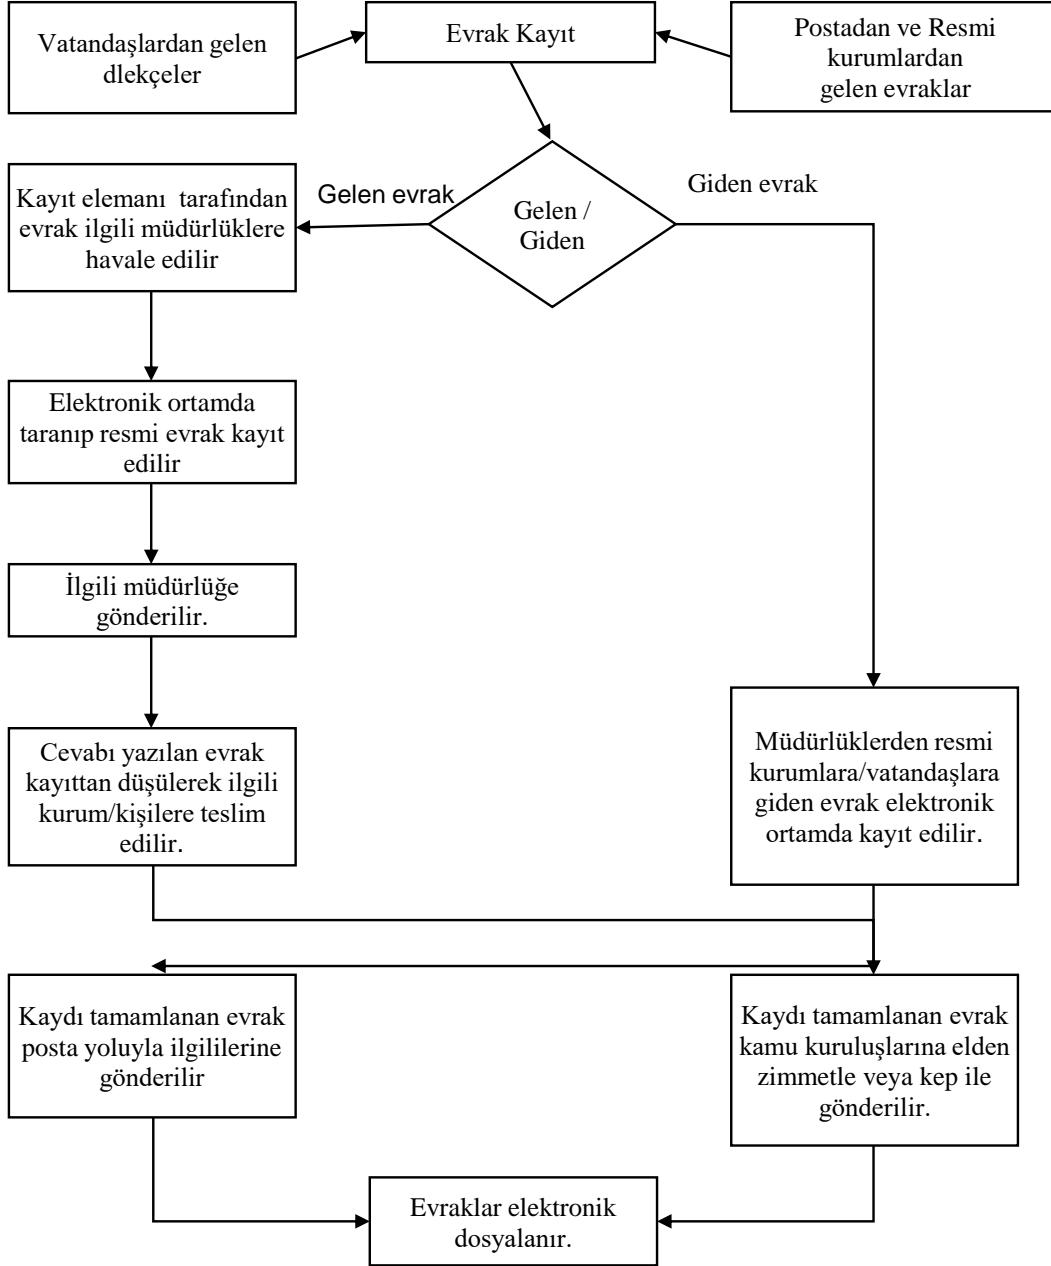 Vatandaşlardan gelen
dlekçeler
Evrak Kayıt
Postadan ve Resmi
kurumlardan
gelen evraklar
Kayıt elemanı  tarafından
evrak ilgili müdürlüklere
havale edilir
Gelen evrak
Gelen /
Giden
Giden evrak
Elektronik ortamda
taranıp resmi evrak kayıt
edilir
İlgili müdürlüğe
gönderilir.
Cevabı yazılan evrak
kayıttan düşülerek ilgili
kurum/kişilere teslim
edilir.
Müdürlüklerden resmi
kurumlara/vatandaşlara
giden evrak elektronik
ortamda kayıt edilir.
Kaydı tamamlanan evrak
posta yoluyla ilgililerine
gönderilir
Kaydı tamamlanan evrak
kamu kuruluşlarına elden
zimmetle veya kep ile
gönderilir.
Evraklar elektronik
dosyalanır.